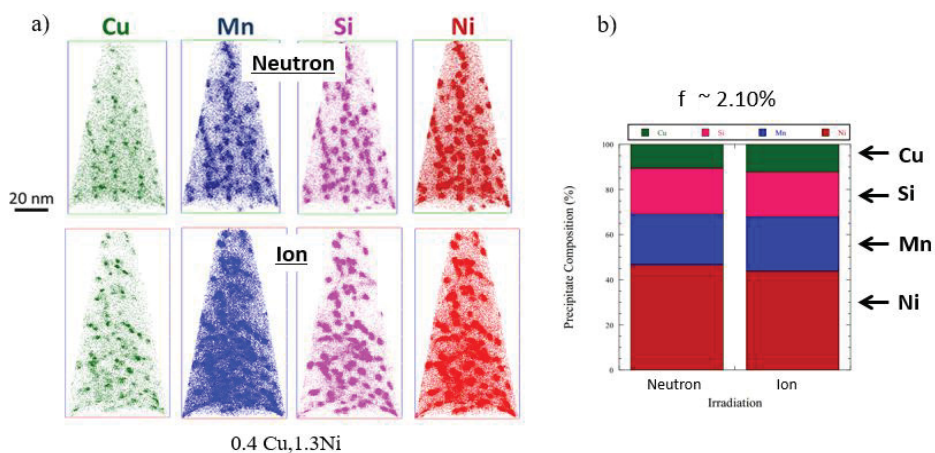 a)
Cu Mn Si Ni
Neutron
20 nm
Ion
0.4 Cu,1.3Ni
b)
f ~ 2.10%
Cu Si Mn Ni
100
80
60
40
20
0
Precipitate Composition (%)
Neutron Ion
Irradiation
Cu
Si
Mn
Ni